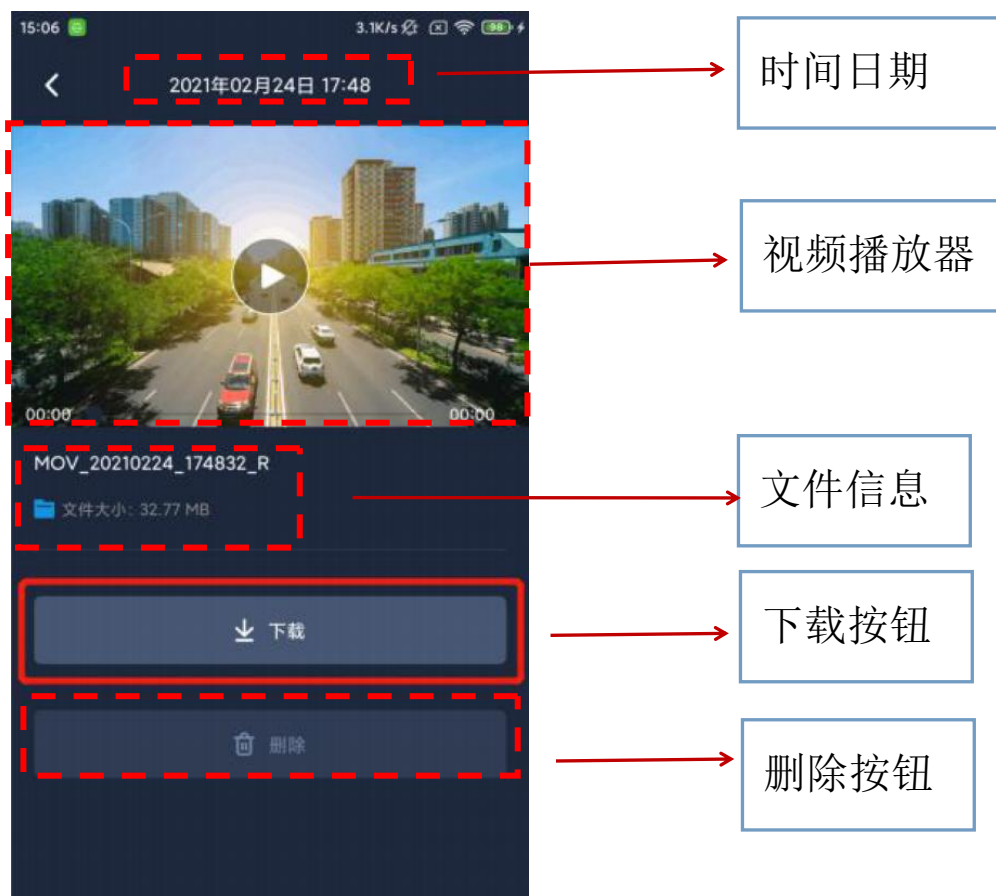 15:06
3.1K/s
98
2021年02月24日 17:48
时间日期
视频播放器
00:00
00:00
MOV_20210224_174832_R
文件大小: 32.77 MB
文件信息
下载
下载按钮
删除
删除按钮